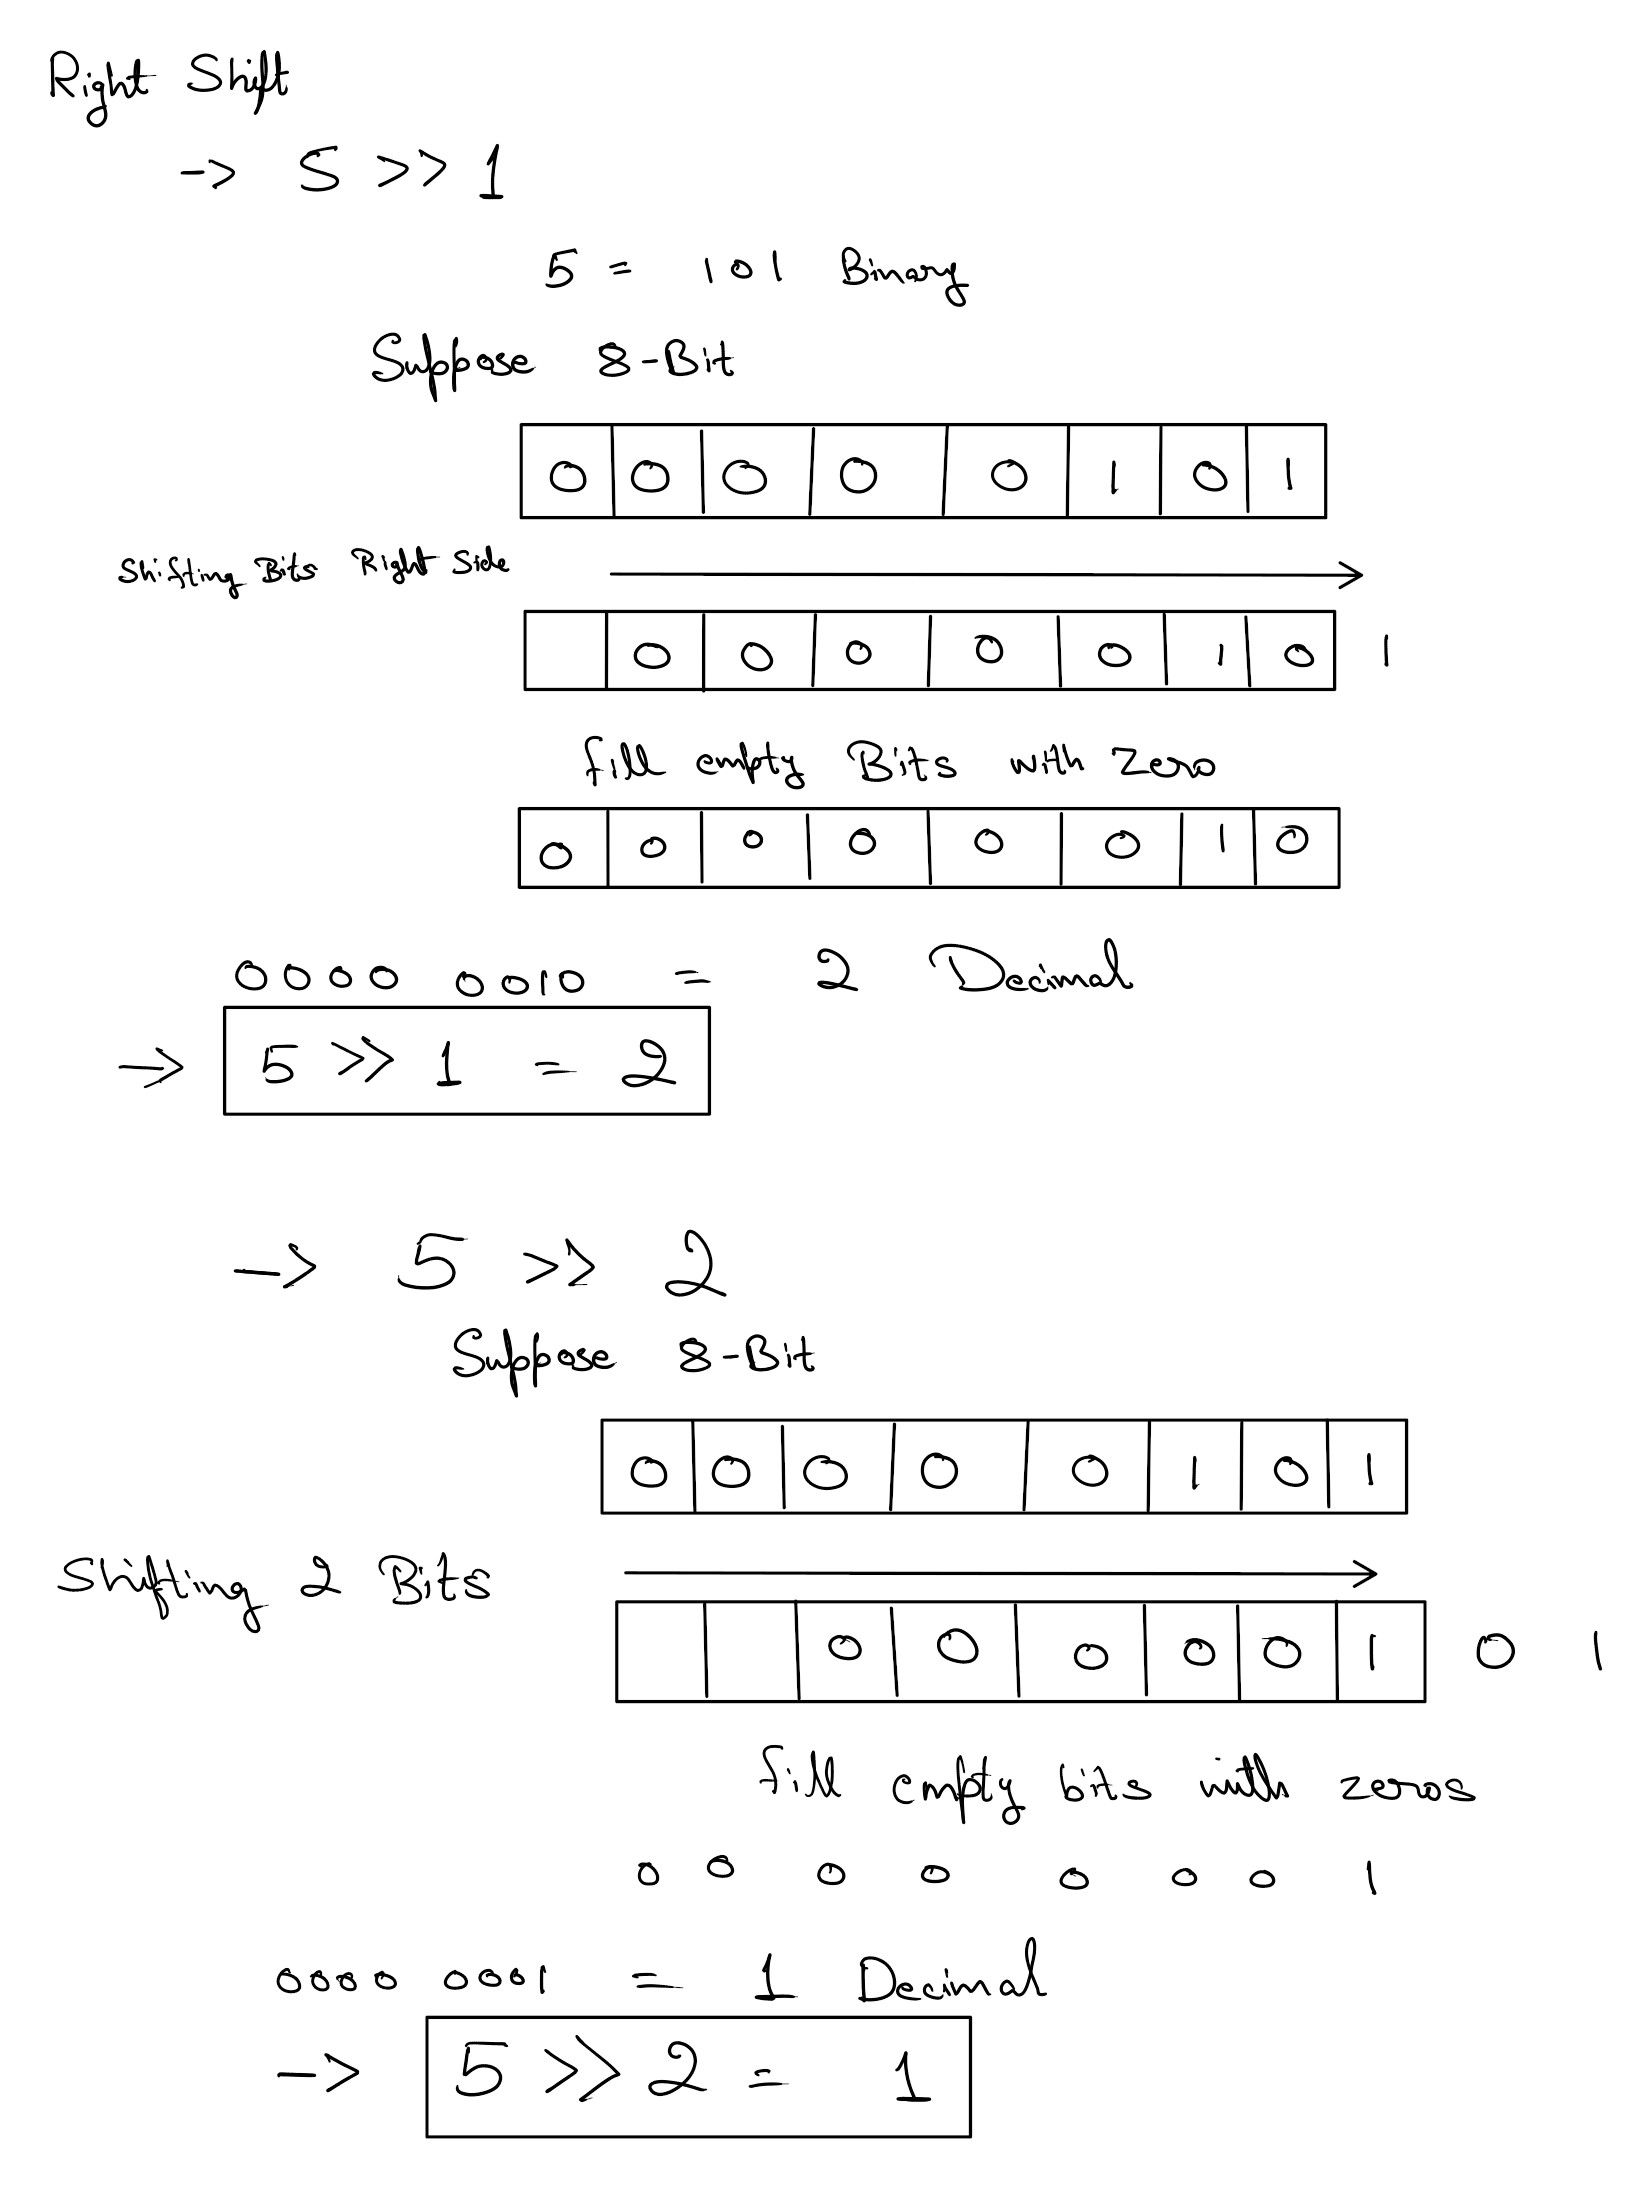 Right Shift
-> 5 >> 1
5 = 101 Binary
Suppose 8-Bit
0 0 0 0 0 1 0 1
Shifting Bits Right Side
0 0 0 0 0 1 0 1
fill empty Bits with zero
0 0 0 0 0 0 1 0
0000 0010 = 2 Decimal
-> 5 >> 1 = 2
-> 5 >> 2
Suppose 8-Bit
0 0 0 0 0 1 0 1
Shifting 2 Bits
0 0 0 0 0 1 0 1
fill empty bits with zeros
0 0 0 0 0 0 0 1
0000 0001 = 1 Decimal
-> 5 >> 2 = 1